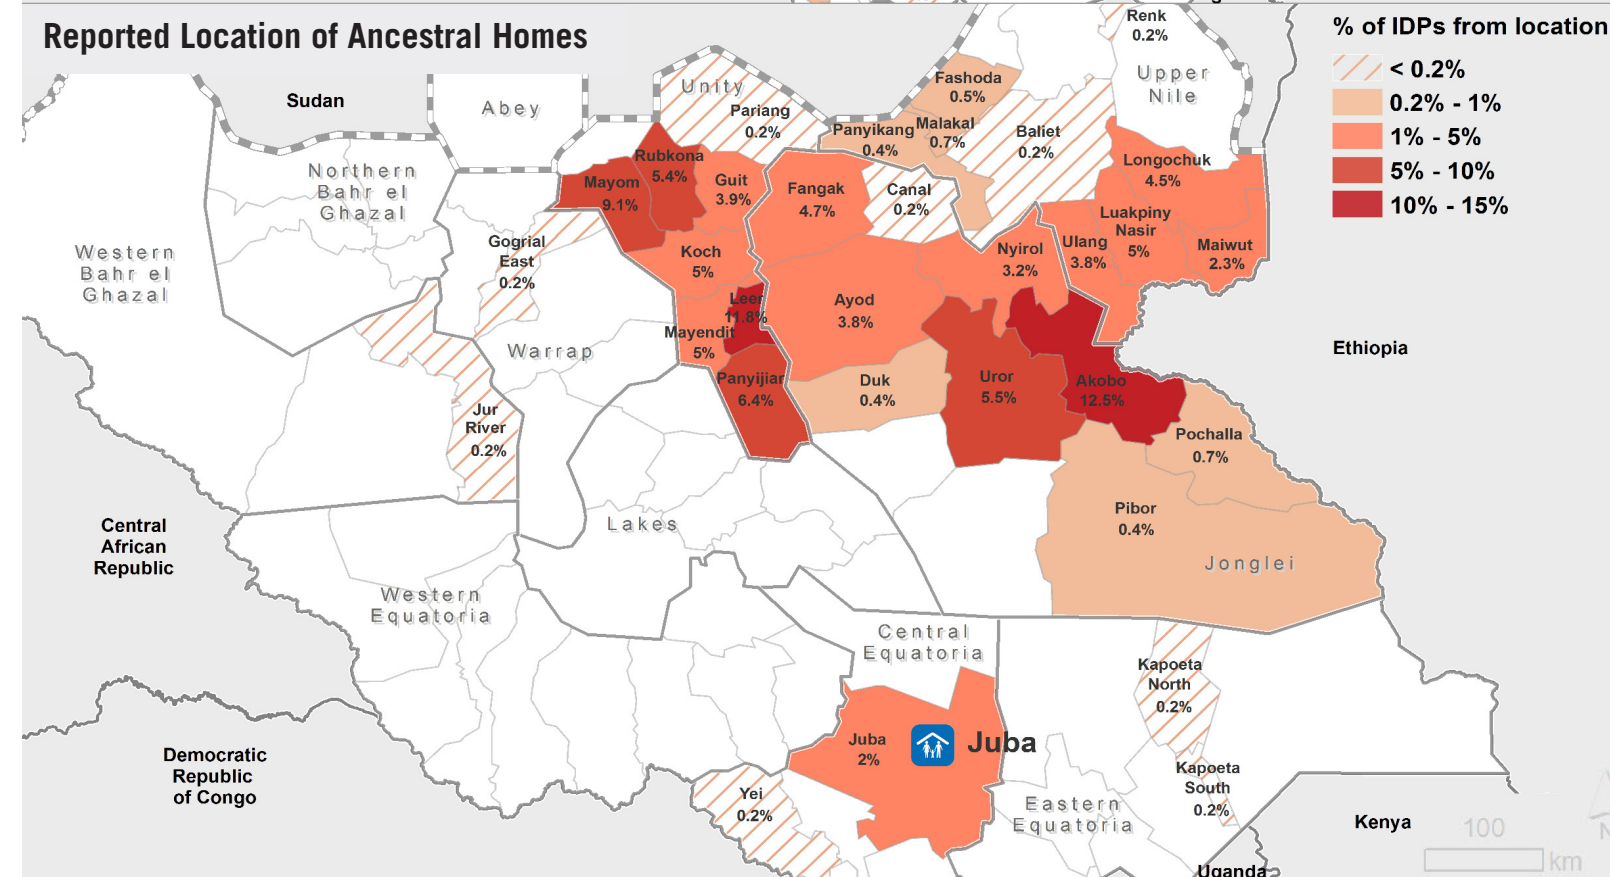 Reported Location of Ancestral Homes
% of IDPs from location
< 0.2%
0.2% - 1%
1% - 5%
5% - 10%
10% - 15%
Renk
0.2%
Upper
Nile
Fashoda
0.5%
Sudan
Abey
Unity
Pariang
0.2%
Panyikang
0.4%
Malakal
0.7%
Baliet
0.2%
Longochuk
4.5%
Northern
Bahr el
Ghazal
Rubkona
5.4%
Mayom
9.1%
Guit
3.9%
Fangak
4.7%
Canal
0.2%
Luakpiny
Nasir
5%
Ulang
3.8%
Maiwut
2.3%
Nyirol
3.2%
Western
Bahr el
Ghazal
Gogrial
East
0.2%
Koch
5%
Leer
11.8%
Ayod
3.8%
Mayendit
5%
Warrap
Ethiopia
Panyijiar
6.4%
Duk
0.4%
Uror
5.5%
Akobo
12.5%
Jur
River
0.2%
Pochalla
0.7%
Pibor
0.4%
Jonglei
Lakes
Central
African
Republic
Western
Equatoria
Central
Equatoria
Kapoeta
North
0.2%
Juba
2%
Juba
Democratic
Republic
of Congo
Yei
0.2%
Kapoeta
South
0.2%
Eastern
Equatoria
Kenya
100
km
Uganda